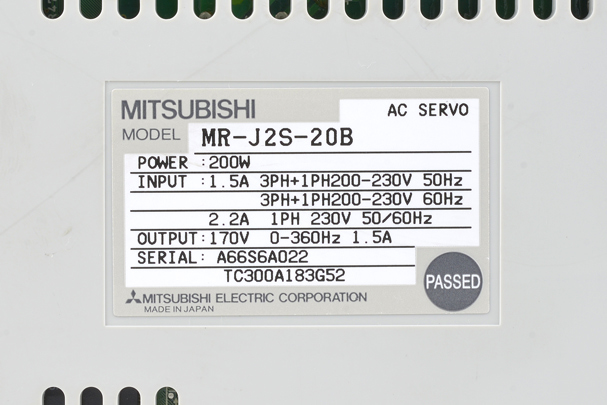 MITSUBISHI
AC SERVO
MODEL MR-J2S-20B
POWER : 200W
INPUT : 1.5A 3PH+1PH200-230V 50Hz
3PH+1PH200-230V 60Hz
2.2A 1PH 230V 50/60Hz
OUTPUT: 170V 0-360Hz 1.5A
SERIAL: A66S6A022
TC300A183G52
MITSUBISHI ELECTRIC CORPORATION
MADE IN JAPAN
PASSED